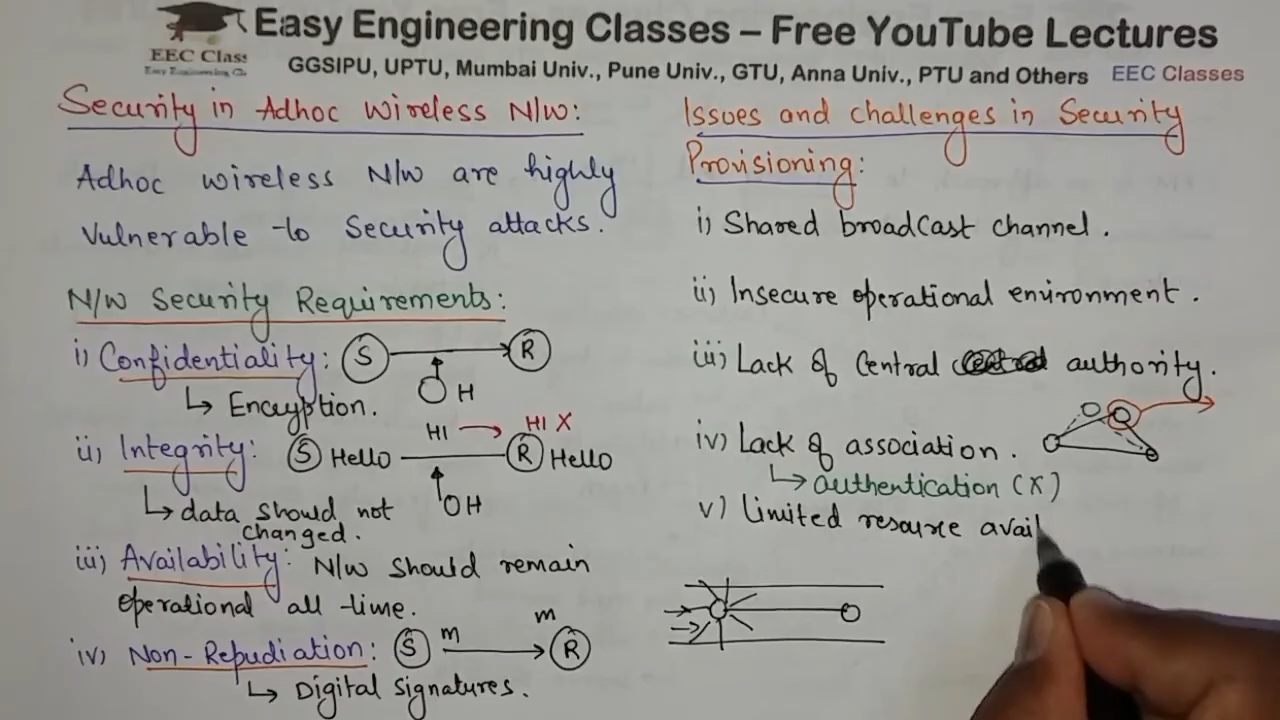 Easy Engineering Classes – Free YouTube Lectures
EEC Class
GGSIPU, UPTU, Mumbai Univ., Pune Univ., GTU, Anna Univ., PTU and Others EEC Classes
Security in Adhoc Wireless N/W:
Adhoc wireless N/W are highly
Vulnerable to Security attacks.
N/W Security Requirements:
i) Confidentiality: S R
H
↳ Encryption.
HI → HI X
ii) Integrity: S Hello R Hello
H
↳ data should not
changed.
iii) Availability: N/W should remain
operational all time.
m m
iv) Non-Repudiation: S R
↳ Digital Signatures.
Issues and challenges in Security
Provisioning:
i) Shared broadcast channel.
ii) Insecure operational environment.
iii) Lack of Central authority.
iv) Lack of association.
↳ authentication (X)
v) Limited resource avail